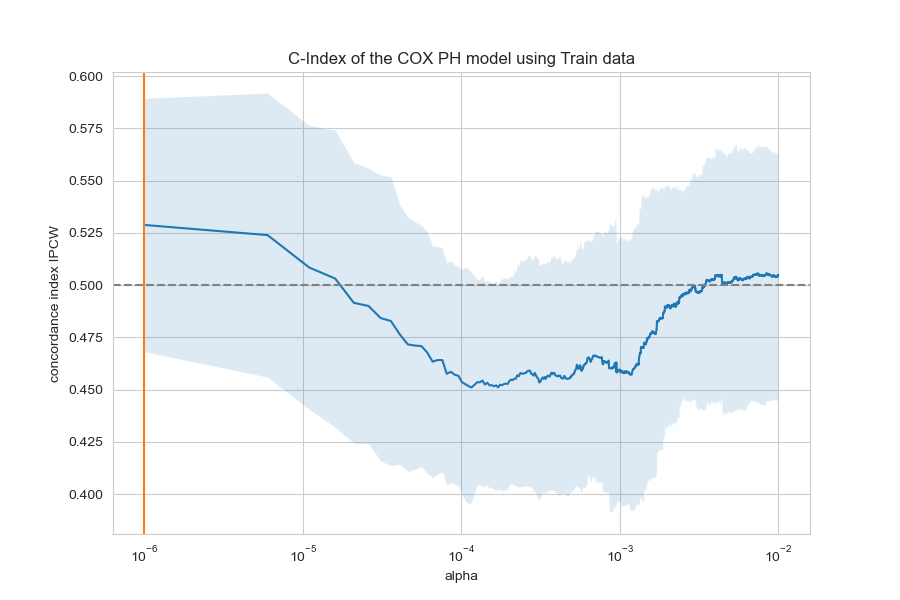 C-Index of the COX PH model using Train data
concordance index IPCW
0.600
0.575
0.550
0.525
0.500
0.475
0.450
0.425
0.400
10⁻⁶ 10⁻⁵ 10⁻⁴ 10⁻³ 10⁻²
alpha